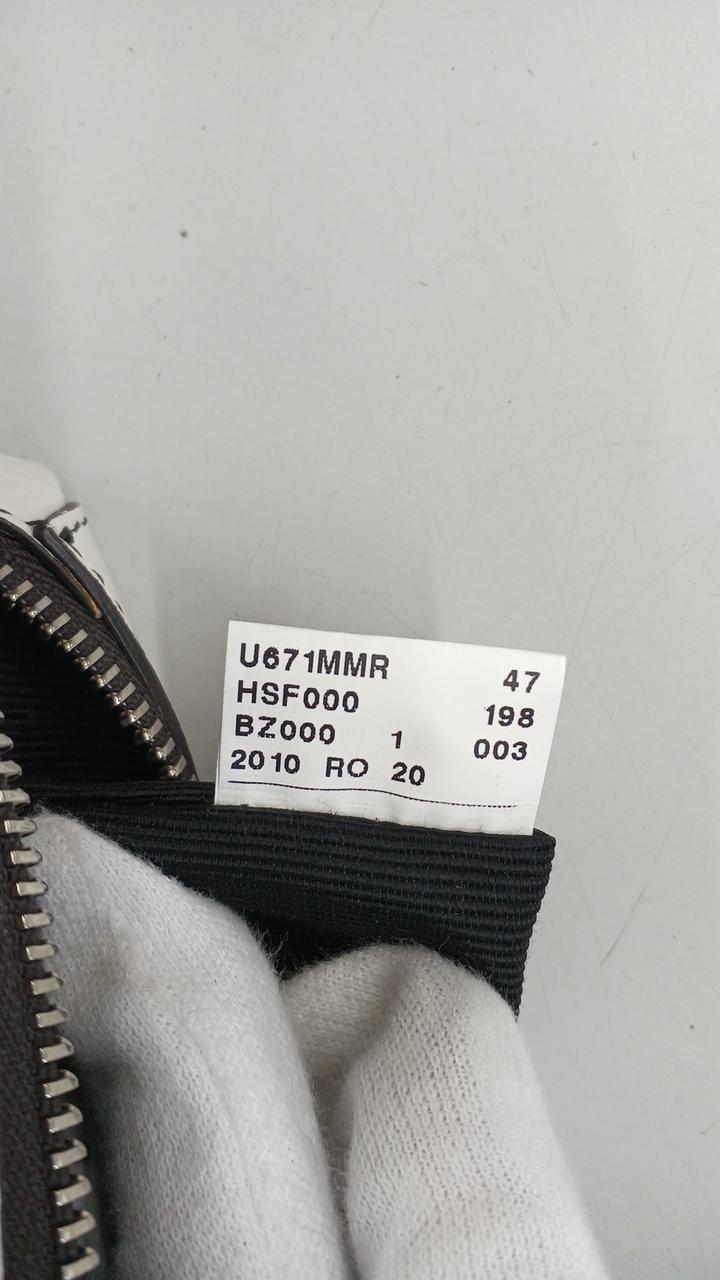 U671MMR 47
HSF000 198
BZ000 1 003
2010 RO 20